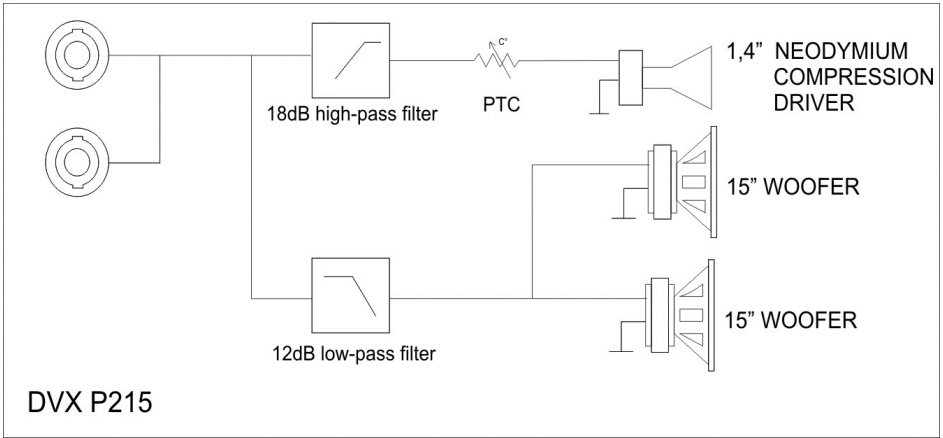 C°
1,4” NEODYMIUM
COMPRESSION
DRIVER
18dB high-pass filter
PTC
15” WOOFER
15” WOOFER
12dB low-pass filter
DVX P215